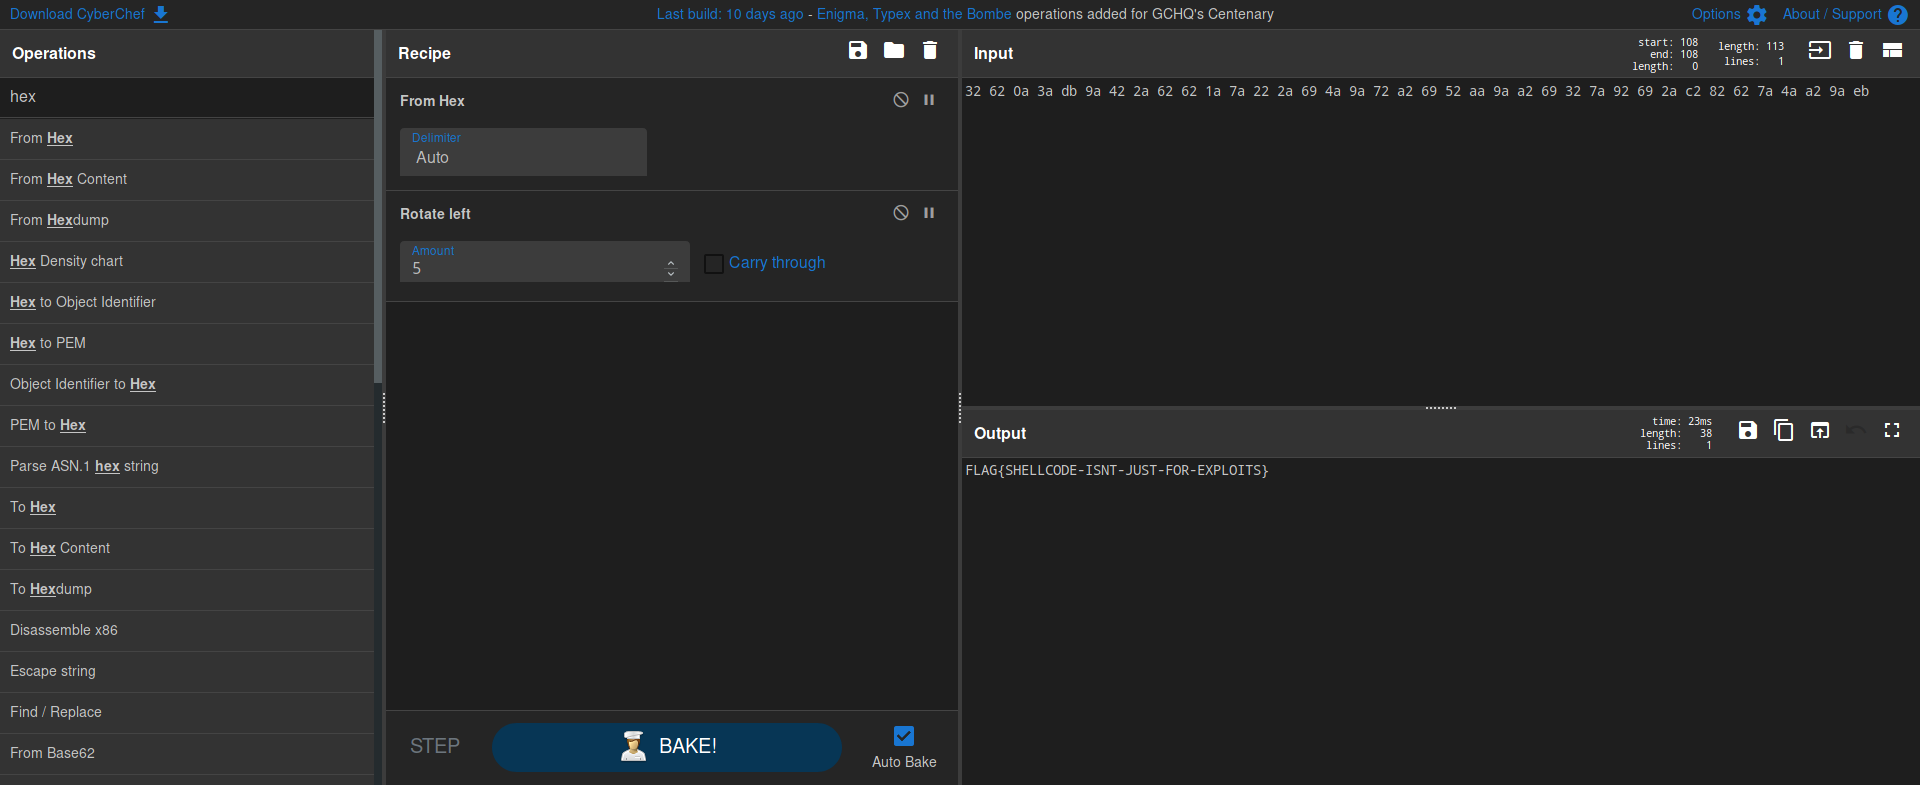 Download CyberChef
Last build: 10 days ago - Enigma, Typex and the Bombe operations added for GCHQ's Centenary
Options
About / Support
Operations
hex
From Hex
From Hex Content
From Hexdump
Hex Density chart
Hex to Object Identifier
Hex to PEM
Object Identifier to Hex
PEM to Hex
Parse ASN.1 hex string
To Hex
To Hex Content
To Hexdump
Disassemble x86
Escape string
Find / Replace
From Base62
Recipe
From Hex
Delimiter
Auto
Rotate left
Amount
5
Carry through
STEP
BAKE!
Auto Bake
Input
start: 108
end: 108
length: 0
length: 113
lines: 1
32 62 0a 3a db 9a 42 2a 62 62 1a 7a 22 2a 69 4a 9a 72 a2 69 52 aa 9a a2 69 32 7a 92 69 2a c2 82 62 7a 4a a2 9a eb
Output
time: 23ms
length: 38
lines: 1
FLAG{SHELLCODE-ISNT-JUST-FOR-EXPLOITS}